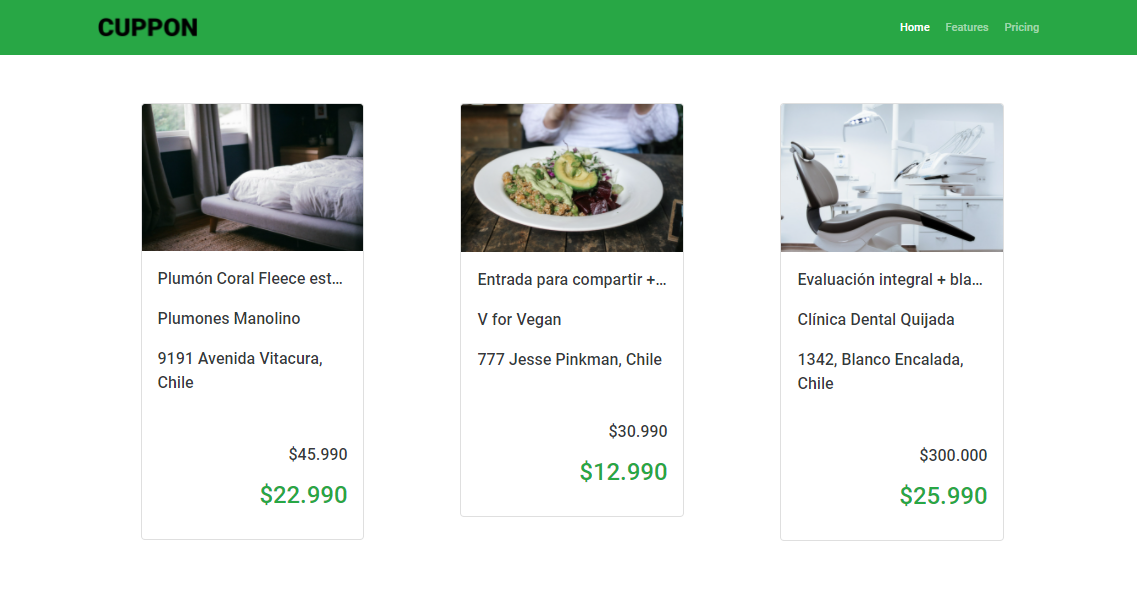 CUPPON
Home Features Pricing
Plumón Coral Fleece est...
Plumones Manolino
9191 Avenida Vitacura,
Chile
$45.990
$22.990
Entrada para compartir +...
V for Vegan
777 Jesse Pinkman, Chile
$30.990
$12.990
Evaluación integral + bla...
Clínica Dental Quijada
1342, Blanco Encalada,
Chile
$300.000
$25.990